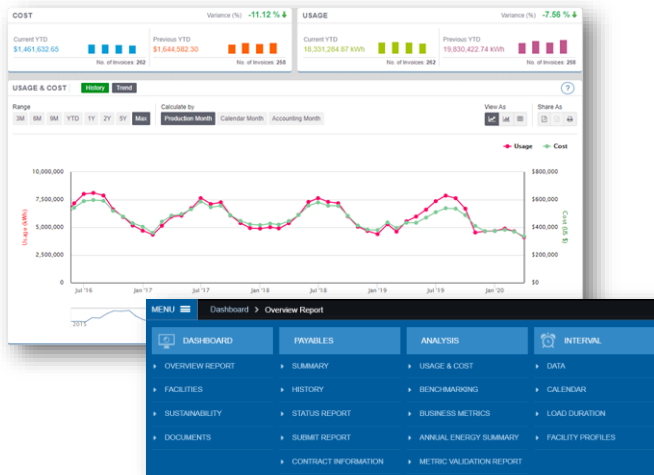 COST Variance (%) -11.12 %
Current YTD Previous YTD
$1,461,632.65 $1,644,582.30
No. of Invoices: 262 No. of Invoices: 258
USAGE Variance (%) -7.56 %
Current YTD Previous YTD
18,331,284.67 kWh 19,830,422.74 kWh
No. of Invoices: 262 No. of Invoices: 258
USAGE & COST History Trend ?
Range Calculate by View As Share As
3M 6M 9M YTD 1Y 2Y 5Y Max Production Month Calendar Month Accounting Month
Usage Cost
10,000,000 $800,000
7,500,000 $600,000
5,000,000 $400,000
2,500,000 $200,000
0 $0
Usage (kWh)
Cost (US $)
Jul '16 Jan '17 Jul '17 Jan '18 Jul '18 Jan '19 Jul '19 Jan '20
2015
MENU Dashboard > Overview Report
DASHBOARD PAYABLES ANALYSIS INTERVAL
OVERVIEW REPORT SUMMARY USAGE & COST DATA
FACILITIES HISTORY BENCHMARKING CALENDAR
SUSTAINABILITY STATUS REPORT BUSINESS METRICS LOAD DURATION
DOCUMENTS SUBMIT REPORT ANNUAL ENERGY SUMMARY FACILITY PROFILES
CONTRACT INFORMATION METRIC VALIDATION REPORT